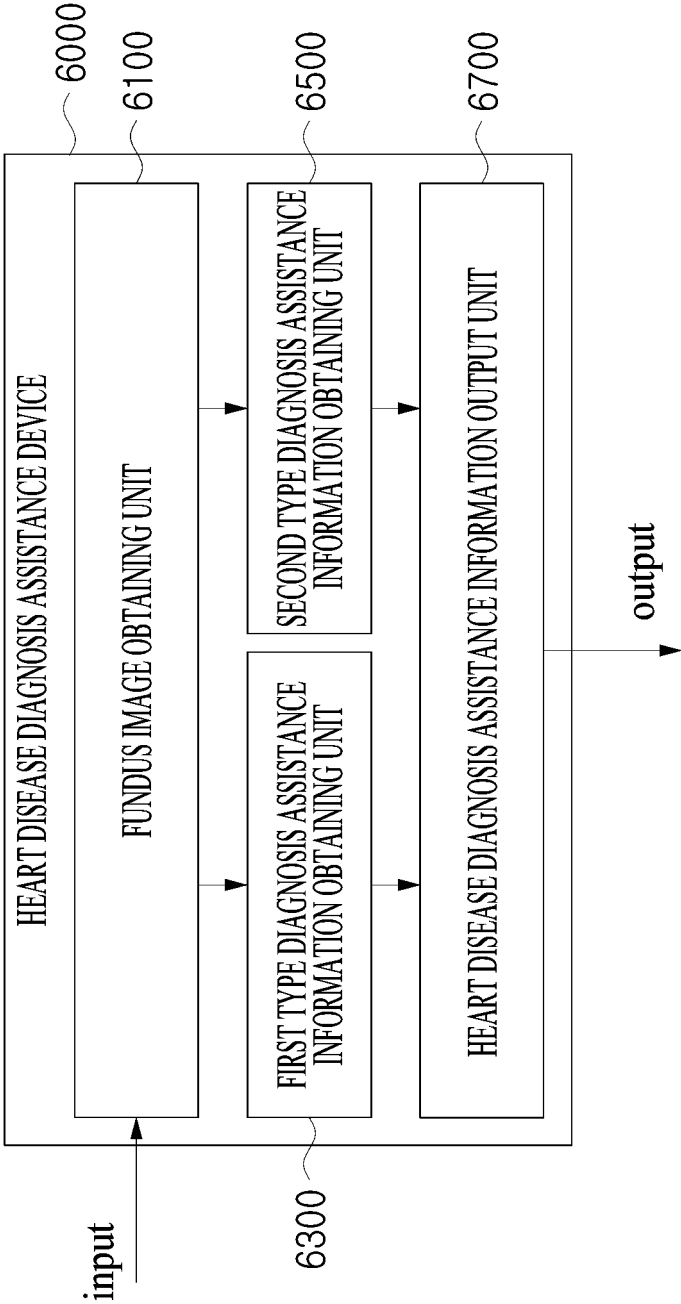 6000
HEART DISEASE DIAGNOSIS ASSISTANCE DEVICE
6100
FUNDUS IMAGE OBTAINING UNIT
input
6300
FIRST TYPE DIAGNOSIS ASSISTANCE
INFORMATION OBTAINING UNIT
6500
SECOND TYPE DIAGNOSIS ASSISTANCE
INFORMATION OBTAINING UNIT
6700
HEART DISEASE DIAGNOSIS ASSISTANCE INFORMATION OUTPUT UNIT
output